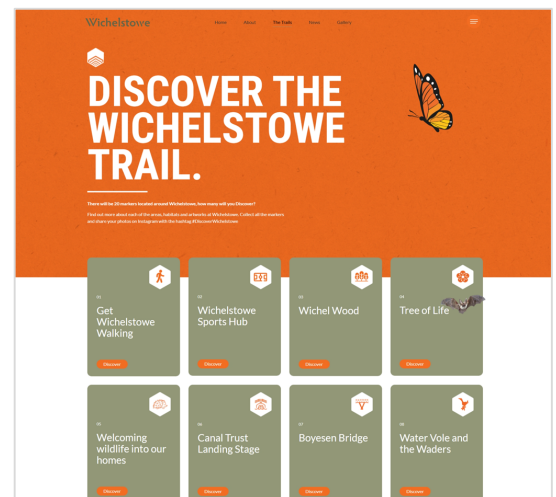 Wichelstowe
Home About The Trails News Gallery
DISCOVER THE
WICHELSTOWE
TRAIL.
There will be 20 markers located around Wichelstowe, how many will you Discover?
Find out more about each of the areas, habitats and artworks at Wichelstowe. Collect all the markers
and share your photos on Instagram with the hashtag #DiscoverWichelstowe
01
Get
Wichelstowe
Walking
Discover
02
Wichelstowe
Sports Hub
Discover
03
Wichel Wood
Discover
04
Tree of Life
Discover
05
Welcoming
wildlife into our
homes
Discover
06
Canal Trust
Landing Stage
Discover
07
Boyesen Bridge
Discover
08
Water Vole and
the Waders
Discover